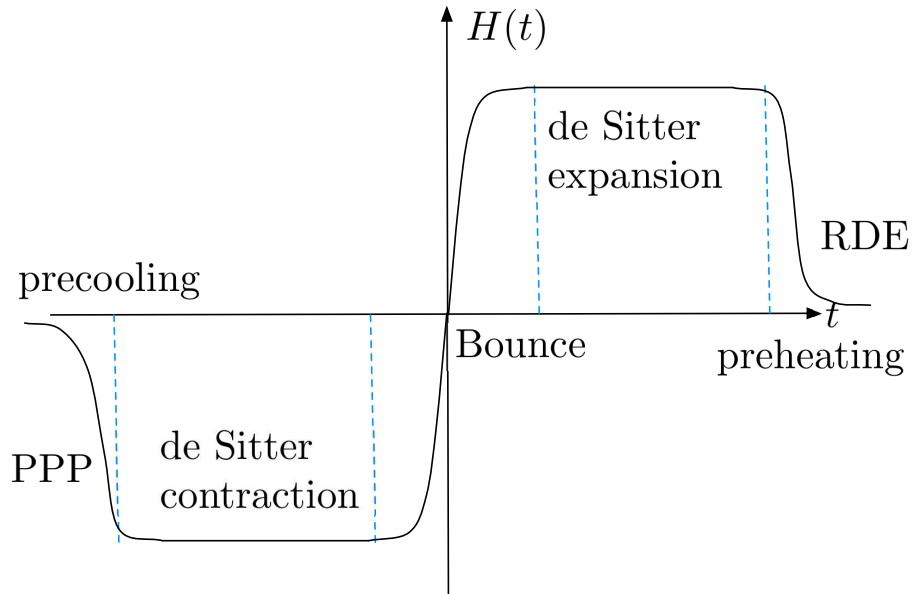 H(t)
de Sitter
expansion
RDE
precooling
t
Bounce
preheating
de Sitter
contraction
PPP